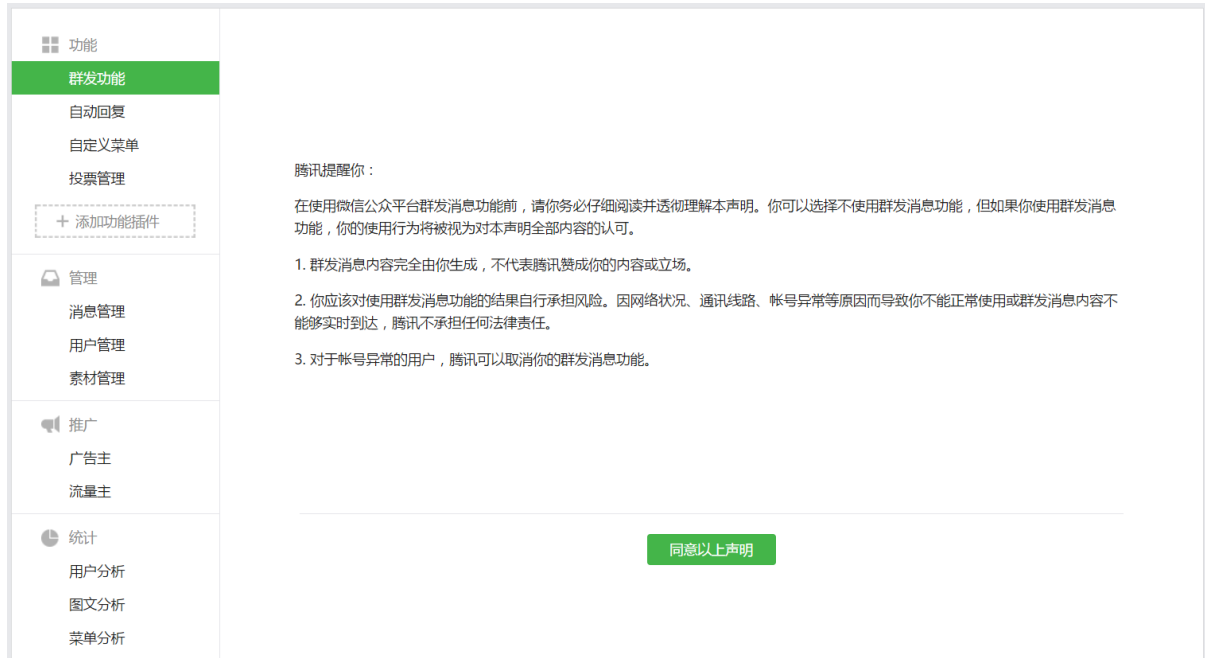 功能
群发功能
自动回复
自定义菜单
投票管理
+ 添加功能插件
管理
消息管理
用户管理
素材管理
推广
广告主
流量主
统计
用户分析
图文分析
菜单分析
腾讯提醒你：
在使用微信公众平台群发消息功能前，请你务必仔细阅读并透彻理解本声明。你可以选择不使用群发消息功能，但如果你使用群发消息
功能，你的使用行为将被视为对本声明全部内容的认可。
1. 群发消息内容完全由你生成，不代表腾讯赞成你的内容或立场。
2. 你应该对使用群发消息功能的结果自行承担风险。因网络状况、通讯线路、帐号异常等原因而导致你不能正常使用或群发消息内容不
能够实时到达，腾讯不承担任何法律责任。
3. 对于帐号异常的用户，腾讯可以取消你的群发消息功能。
同意以上声明